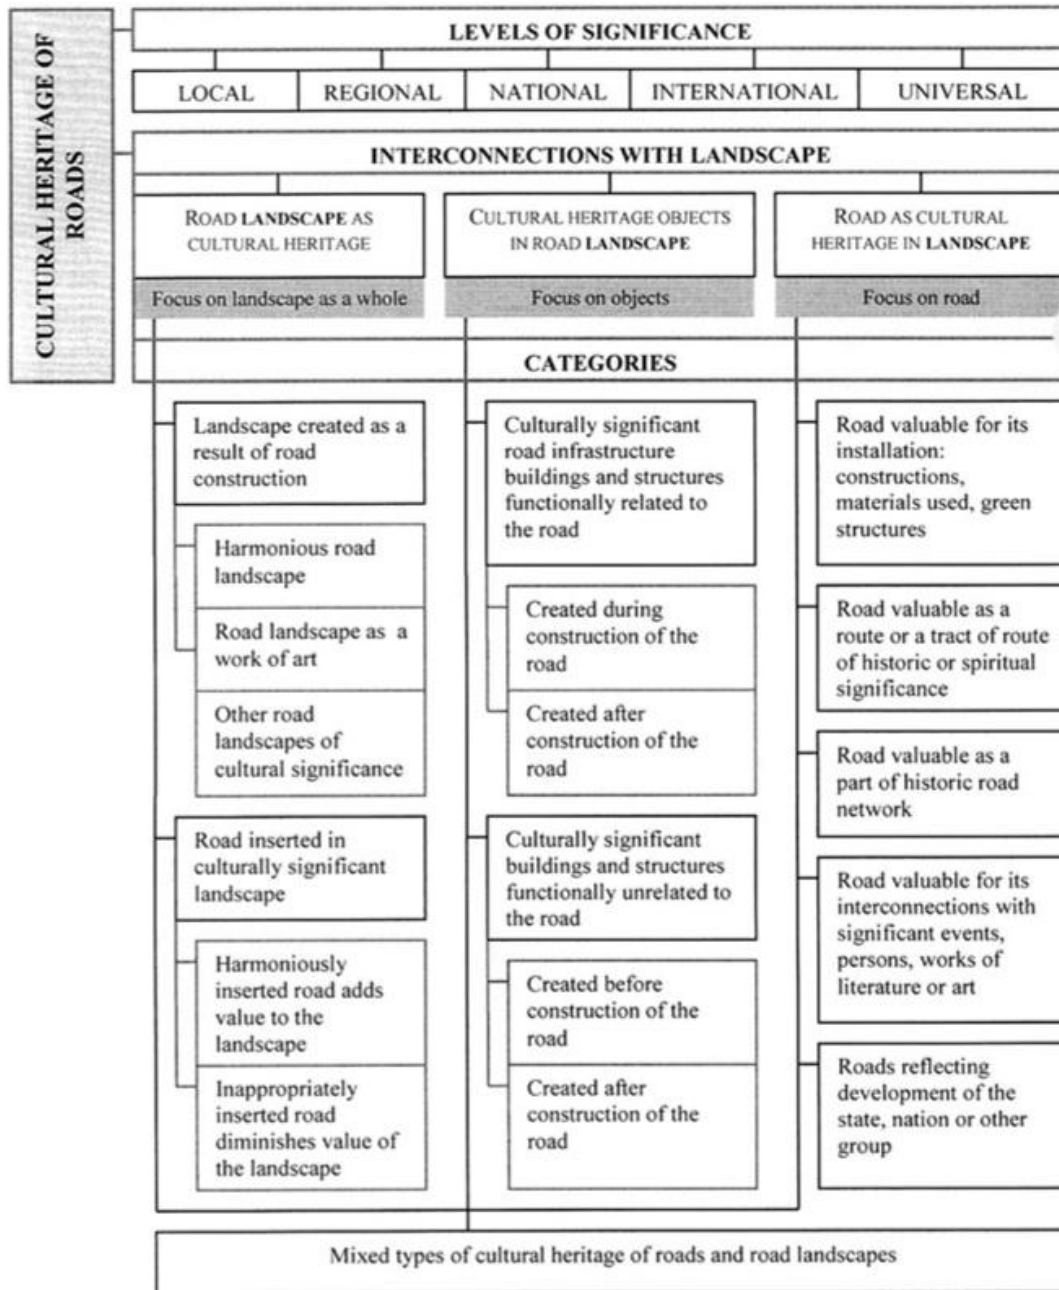 CULTURAL HERITAGE OF
ROADS
LEVELS OF SIGNIFICANCE
LOCAL
REGIONAL
NATIONAL
INTERNATIONAL
UNIVERSAL
INTERCONNECTIONS WITH LANDSCAPE
ROAD LANDSCAPE AS
CULTURAL HERITAGE
Focus on landscape as a whole
CULTURAL HERITAGE OBJECTS
IN ROAD LANDSCAPE
Focus on objects
ROAD AS CULTURAL
HERITAGE IN LANDSCAPE
Focus on road
CATEGORIES
Landscape created as a
result of road
construction
Harmonious road
landscape
Road landscape as a
work of art
Other road
landscapes of
cultural significance
Road inserted in
culturally significant
landscape
Harmoniously
inserted road adds
value to the
landscape
Inappropriately
inserted road
diminishes value of
the landscape
Culturally significant
road infrastructure
buildings and structures
functionally related to
the road
Created during
construction of the
road
Created after
construction of the
road
Culturally significant
buildings and structures
functionally unrelated to
the road
Created before
construction of the
road
Created after
construction of the
road
Road valuable for its
installation:
constructions,
materials used, green
structures
Road valuable as a
route or a tract of route
of historic or spiritual
significance
Road valuable as a
part of historic road
network
Road valuable for its
interconnections with
significant events,
persons, works of
literature or art
Roads reflecting
development of the
state, nation or other
group
Mixed types of cultural heritage of roads and road landscapes